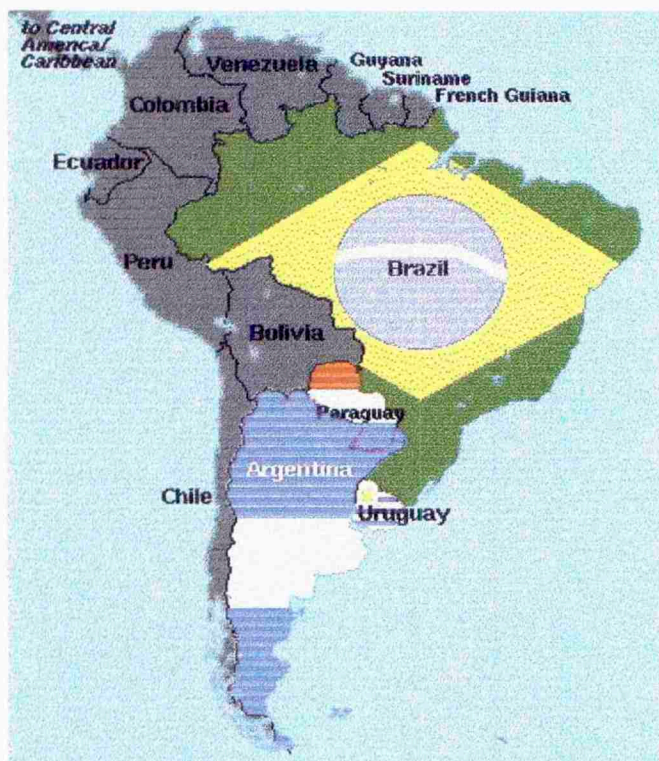 to Central
America/
Caribbean
Venezuela
Guyana
Suriname
French Guiana
Colombia
Ecuador
Peru
Brazil
Bolivia
Paraguay
Argentina
Chile
Uruguay